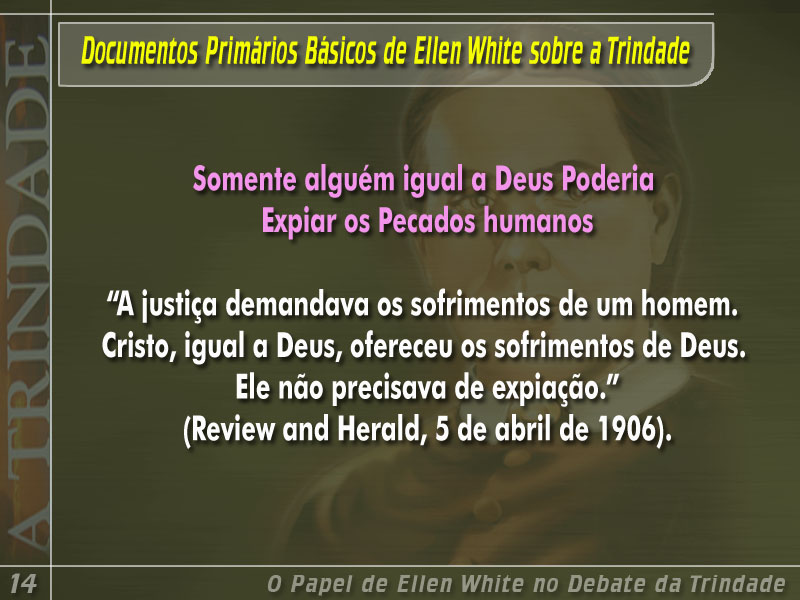 Documentos Primários Básicos de Ellen White sobre a Trindade
A TRINDADE
Somente alguém igual a Deus Poderia
Expiar os Pecados humanos
“A justiça demandava os sofrimentos de um homem.
Cristo, igual a Deus, ofereceu os sofrimentos de Deus.
Ele não precisava de expiação.”
(Review and Herald, 5 de abril de 1906).
14
O Papel de Ellen White no Debate da Trindade